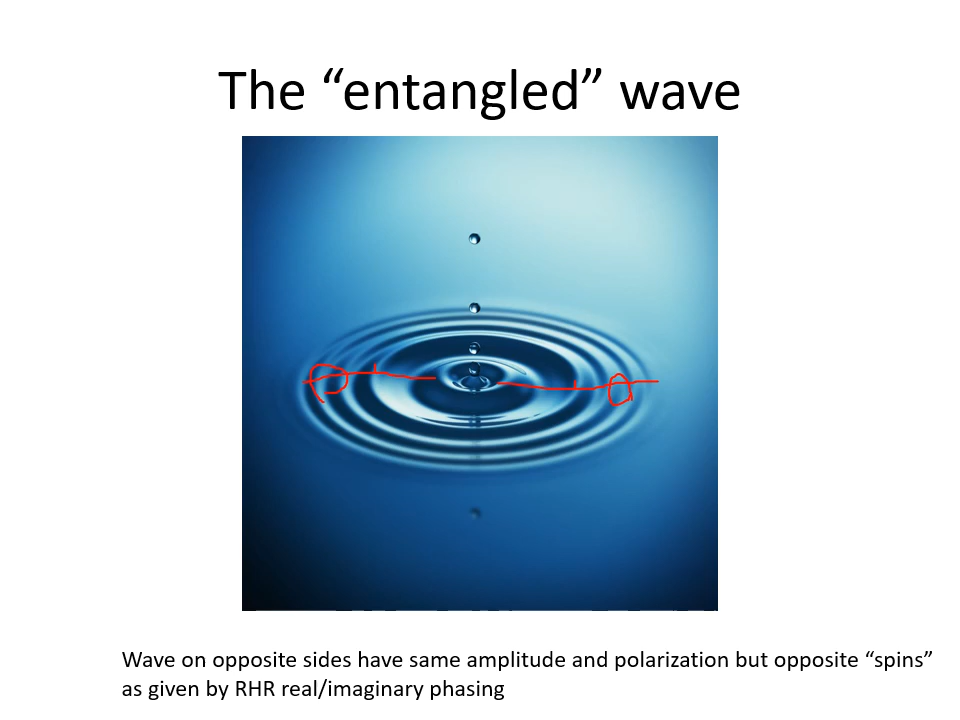 The “entangled” wave
Wave on opposite sides have same amplitude and polarization but opposite “spins”
as given by RHR real/imaginary phasing